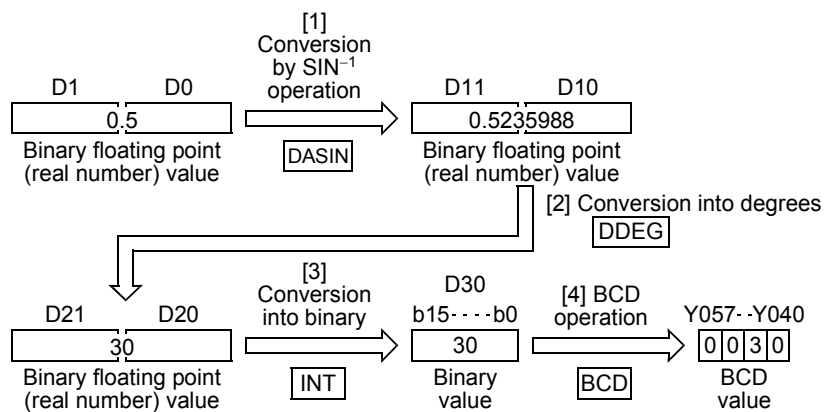 [1]
Conversion
by SIN⁻¹
operation
D1 D0
0.5
Binary floating point
(real number) value
DASIN
D11 D10
0.5235988
Binary floating point
(real number) value
[2] Conversion into degrees
DDEG
D21 D20
30
Binary floating point
(real number) value
[3]
Conversion
into binary
INT
D30
b15----b0
30
Binary
value
[4] BCD
operation
BCD
Y057--Y040
0 0 3 0
BCD
value